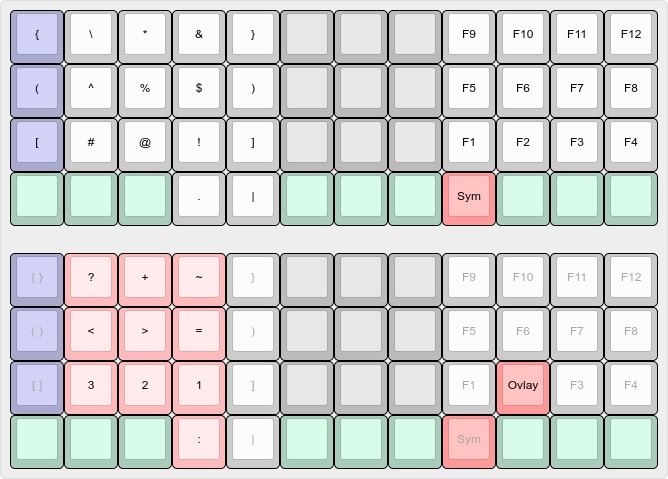 { \ * & } F9 F10 F11 F12
( ^ % $ ) F5 F6 F7 F8
[ # @ ! ] F1 F2 F3 F4
. | Sym
{ } ? + ~ } F9 F10 F11 F12
( ) < > = ) F5 F6 F7 F8
[ ] 3 2 1 ] F1 Ovlay F3 F4
: | Sym